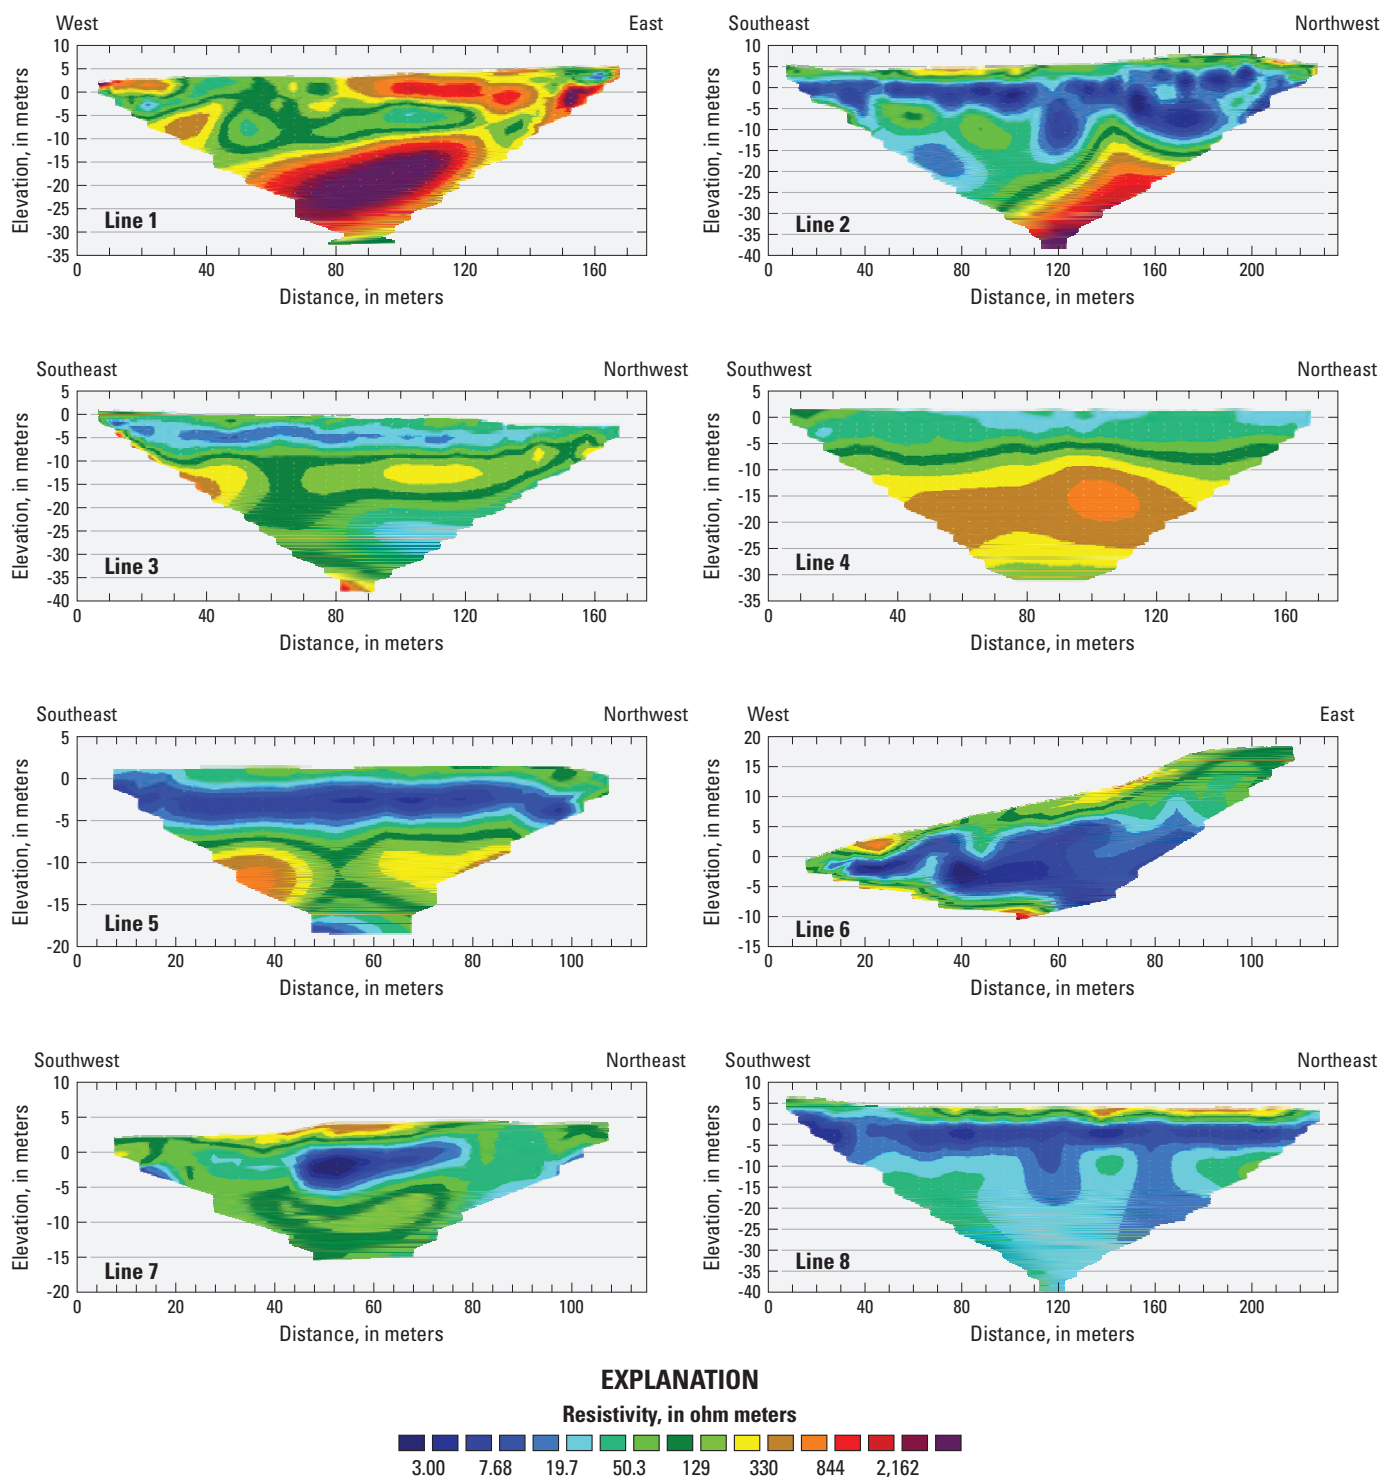 West East
10
5
0
-5
-10
-15
-20
-25
-30
-35
Elevation, in meters
Line 1
0 40 80 120 160
Distance, in meters
Southeast Northwest
10
5
0
-5
-10
-15
-20
-25
-30
-35
-40
Elevation, in meters
Line 2
0 40 80 120 160 200
Distance, in meters
Southeast Northwest
5
0
-5
-10
-15
-20
-25
-30
-35
-40
Elevation, in meters
Line 3
0 40 80 120 160
Distance, in meters
Southwest Northeast
5
0
-5
-10
-15
-20
-25
-30
-35
Elevation, in meters
Line 4
0 40 80 120 160
Distance, in meters
Southeast Northwest
5
0
-5
-10
-15
-20
Elevation, in meters
Line 5
0 20 40 60 80 100
Distance, in meters
West East
20
15
10
5
0
-5
-10
-15
Elevation, in meters
Line 6
0 20 40 60 80 100
Distance, in meters
Southwest Northeast
10
5
0
-5
-10
-15
-20
Elevation, in meters
Line 7
0 20 40 60 80 100
Distance, in meters
Southwest Northeast
10
5
0
-5
-10
-15
-20
-25
-30
-35
-40
Elevation, in meters
Line 8
0 40 80 120 160 200
Distance, in meters
EXPLANATION
Resistivity, in ohm meters
3.00 7.68 19.7 50.3 129 330 844 2,162